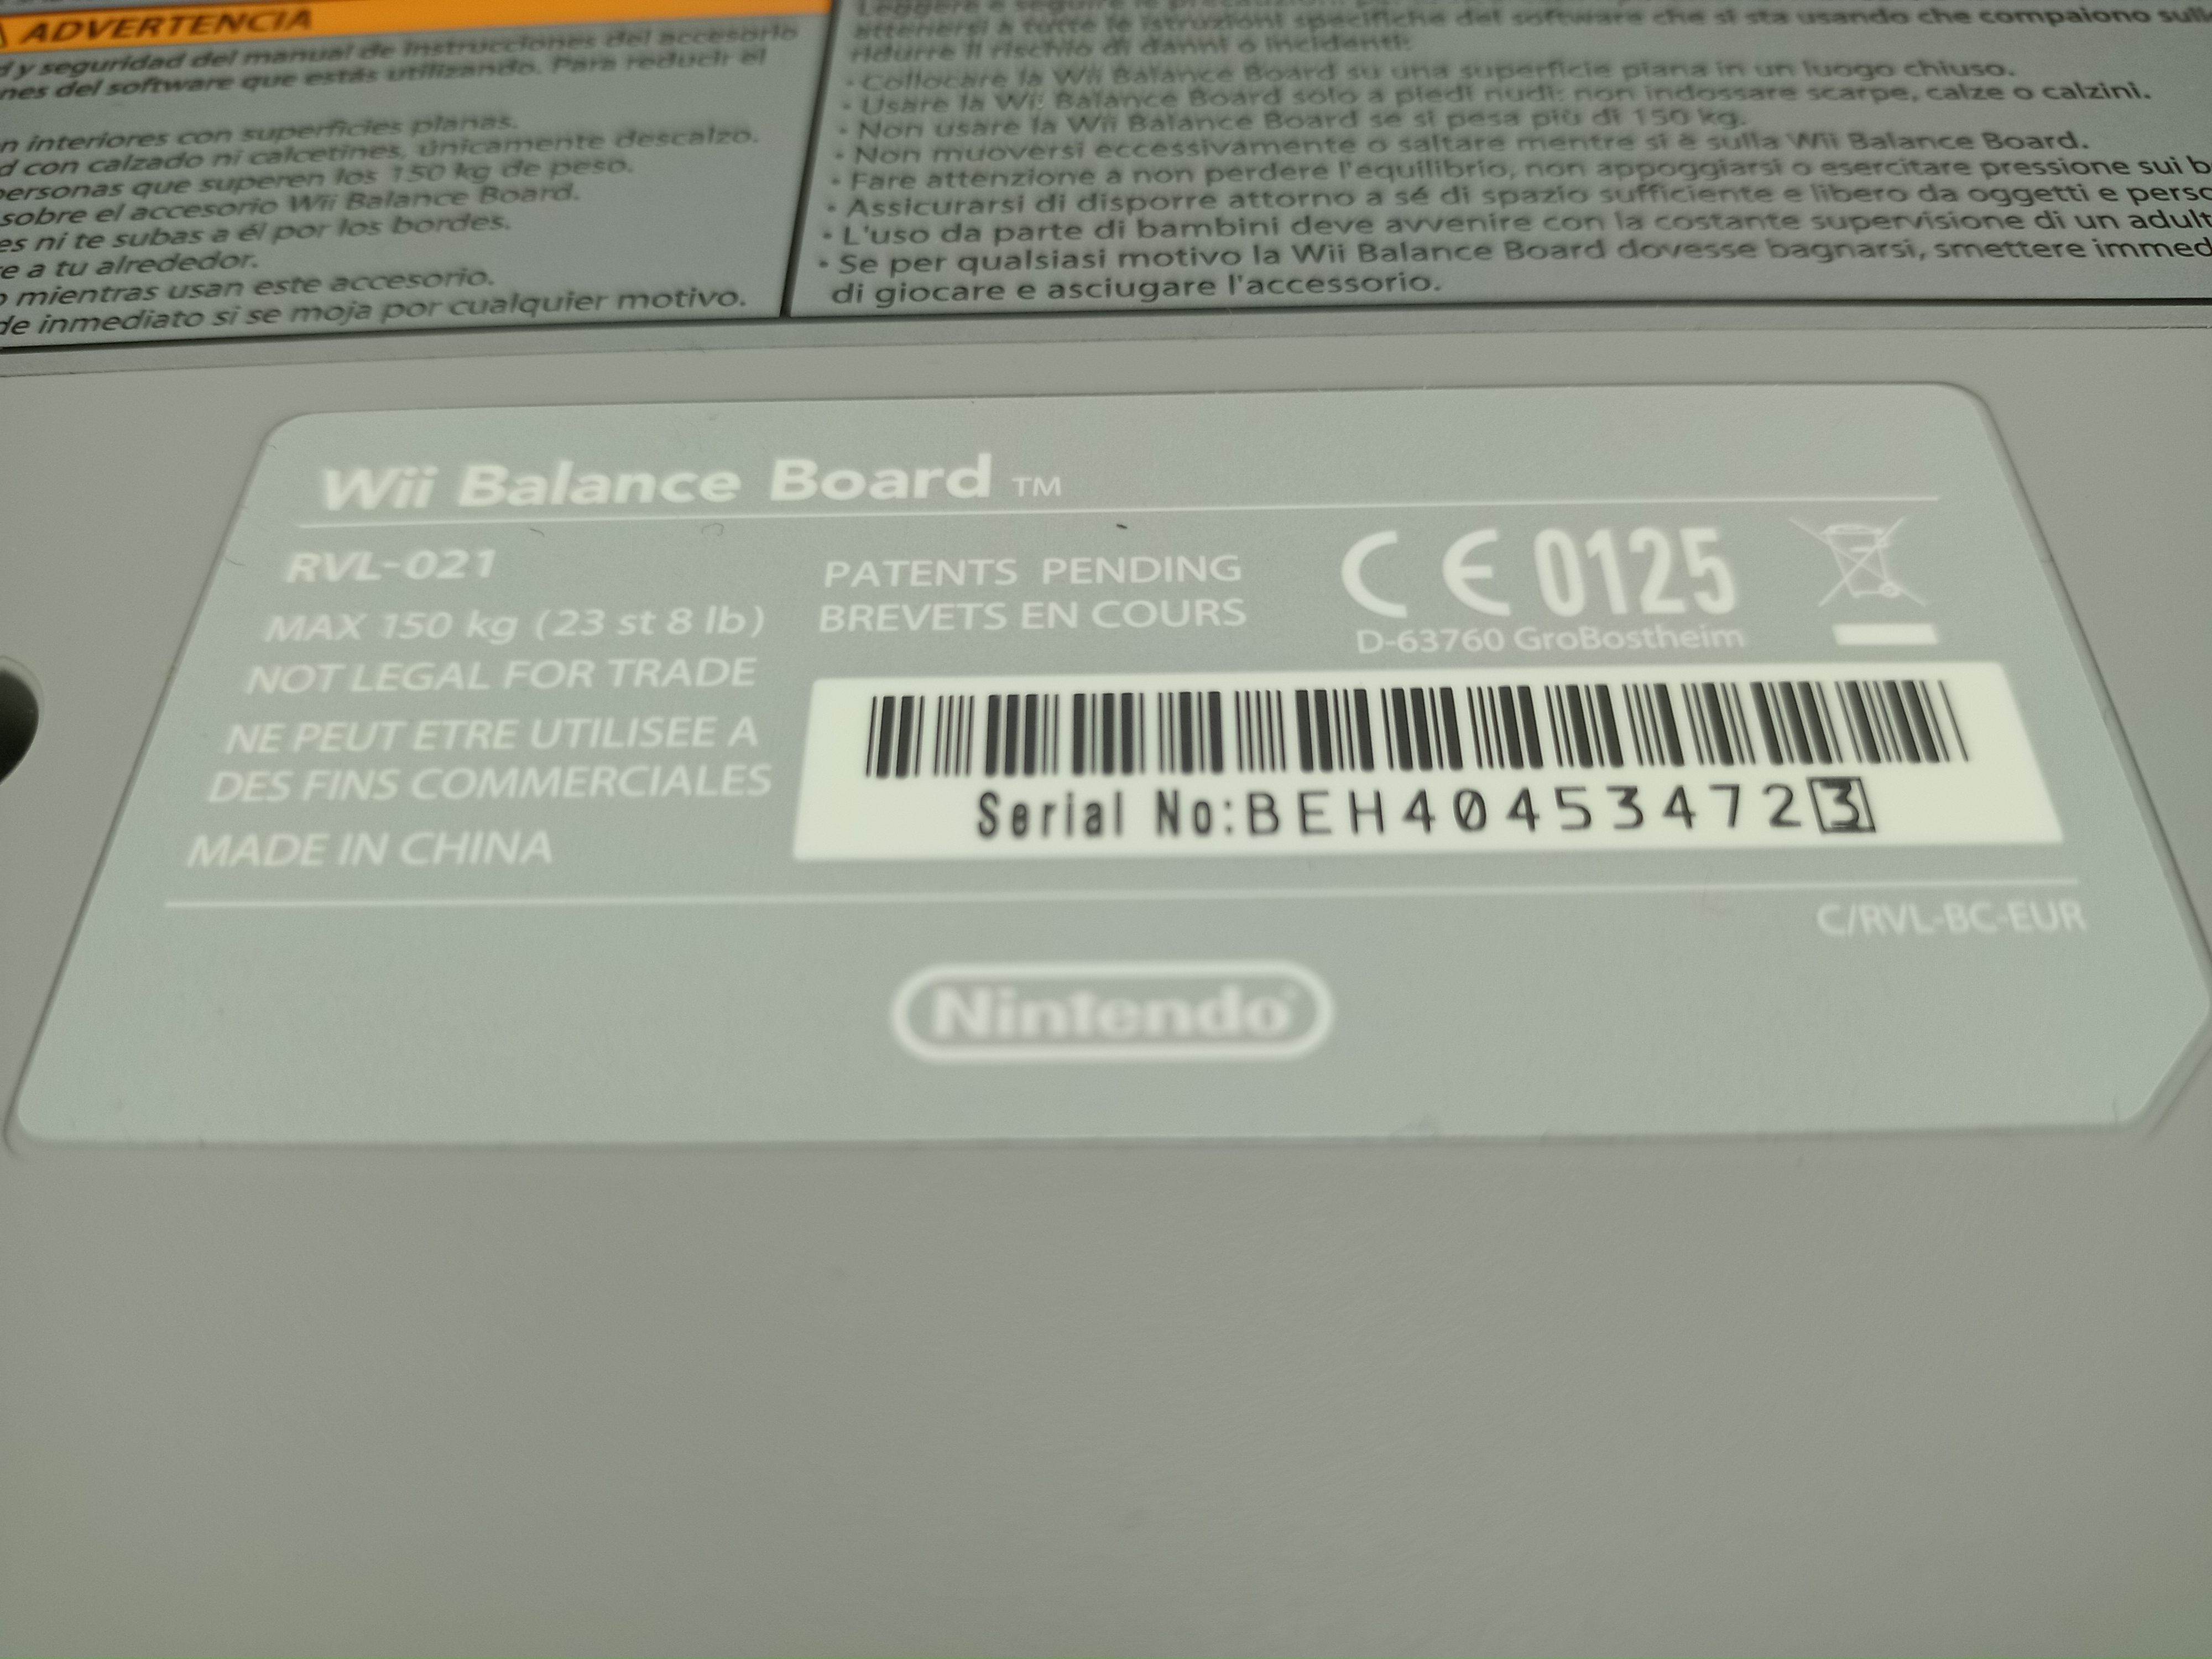 ADVERTENCIA
d y seguridad del manual de instrucciones del accesorio
nes del software que estás utilizando. Para reducir el
n interiores con superficies planas.
d con calzado ni calcetines, únicamente descalzo.
personas que superen los 150 kg de peso.
sobre el accesorio Wii Balance Board.
es ni te subas a él por los bordes.
e a tu alrededor.
o mientras usan este accesorio.
de inmediato si se moja por cualquier motivo.
Leggere e seguire le
attenersi a tutte le istruzioni specifiche del software che si sta usando che compaiono sull
ridurre il rischio di danni o incidenti:
• Collocare la Wii Balance Board su una superficie piana in un luogo chiuso.
• Usare la Wii Balance Board solo a piedi nudi: non indossare scarpe, calze o calzini.
• Non usare la Wii Balance Board se si pesa più di 150 kg.
• Non muoversi eccessivamente o saltare mentre si è sulla Wii Balance Board.
• Fare attenzione a non perdere l'equilibrio, non appoggiarsi o esercitare pressione sui b
• Assicurarsi di disporre attorno a sé di spazio sufficiente e libero da oggetti e perso
• L'uso da parte di bambini deve avvenire con la costante supervisione di un adult
• Se per qualsiasi motivo la Wii Balance Board dovesse bagnarsi, smettere immed
di giocare e asciugare l'accessorio.
Wii Balance Board TM
RVL-021
MAX 150 kg (23 st 8 lb)
NOT LEGAL FOR TRADE
NE PEUT ETRE UTILISEE A
DES FINS COMMERCIALES
MADE IN CHINA
PATENTS PENDING
BREVETS EN COURS
CE 0125
D-63760 GroBostheim
Serial No:BEH404534723
C/RVL-BC-EUR
Nintendo®